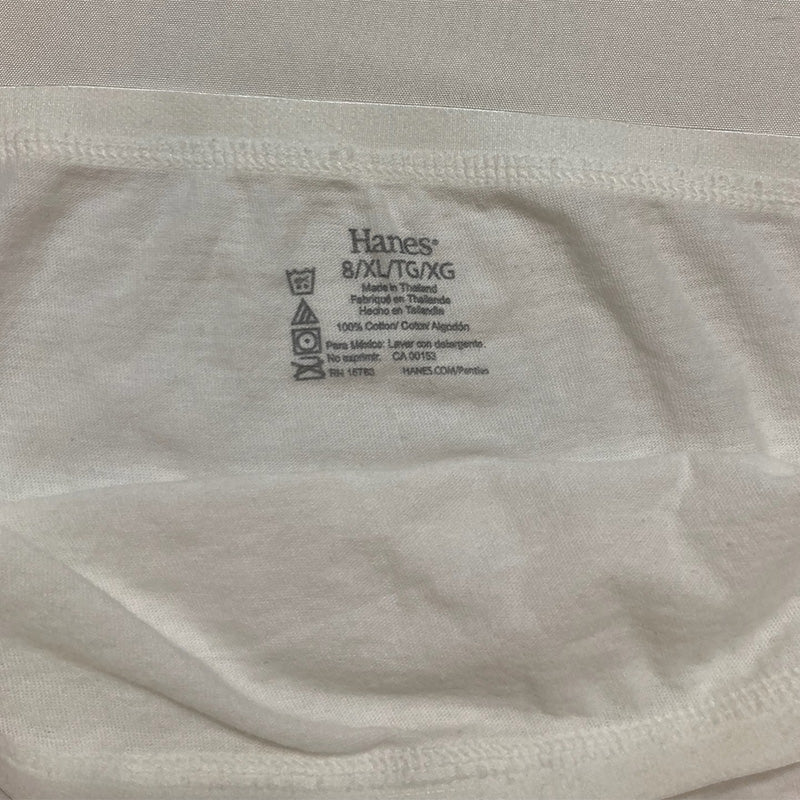 Hanes®
8/XL/TG/XG
Made in Thailand
Fabriqué en Thaïlande
Hecho en Tailandia
100% Cotton/ Coton/ Algodón
Para México: Lavar con detergente.
No exprimir. CA 00153
RN 15763 HANES.COM/Panties